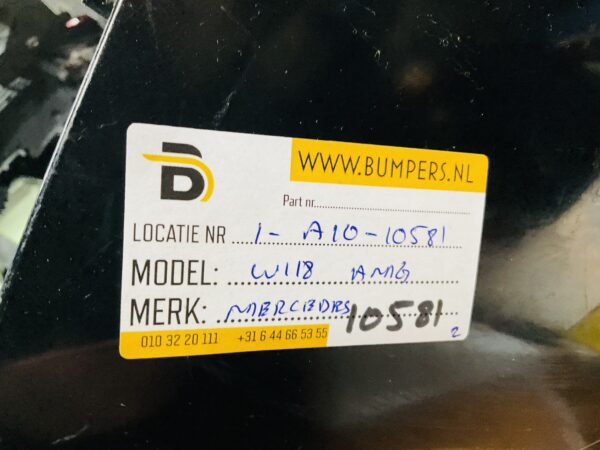 B
WWW.BUMPERS.NL
Part nr.
LOCATIE NR 1-A10-10581
MODEL: W118 AMG
MERK: MERCEDES 10581
010 32 20 111 +31 6 44 66 53 55 2